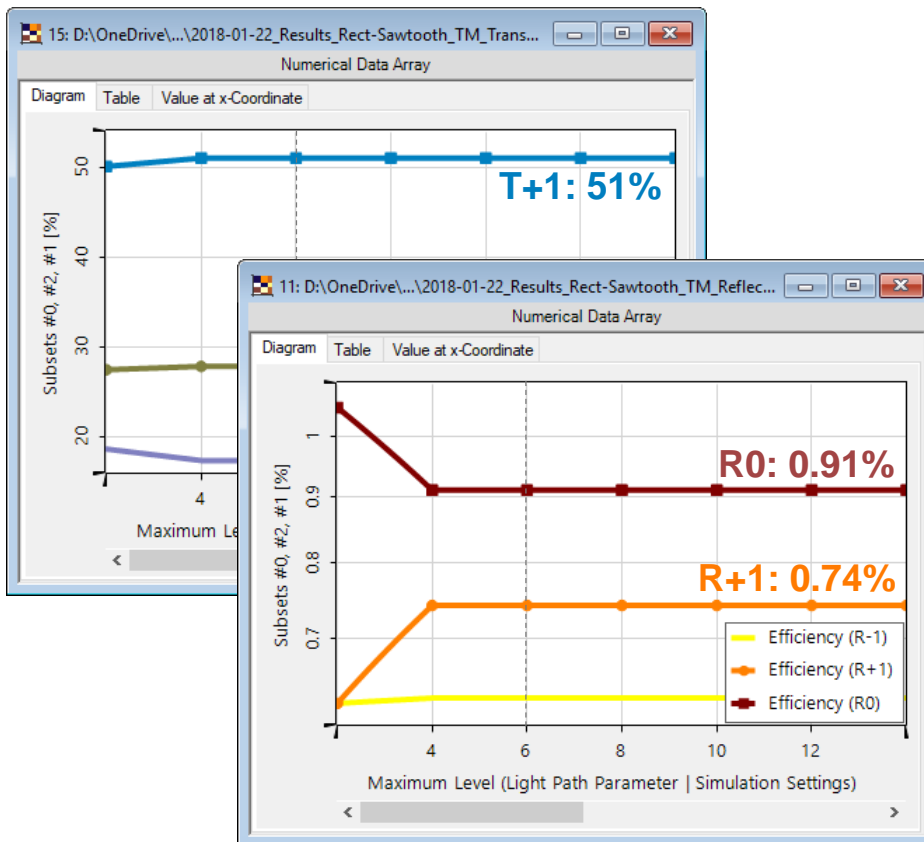 15: D:\OneDrive\...\2018-01-22_Results_Rect-Sawtooth_TM_Trans...
Numerical Data Array
Diagram Table Value at x-Coordinate
Subsets #0, #2, #1 [%]
50
40
30
20
T+1: 51%
4
Maximum Le
11: D:\OneDrive\...\2018-01-22_Results_Rect-Sawtooth_TM_Reflec...
Numerical Data Array
Diagram Table Value at x-Coordinate
Subsets #0, #2, #1 [%]
1
0.9
0.8
0.7
R0: 0.91%
R+1: 0.74%
Efficiency (R-1)
Efficiency (R+1)
Efficiency (R0)
4 6 8 10 12
Maximum Level (Light Path Parameter | Simulation Settings)